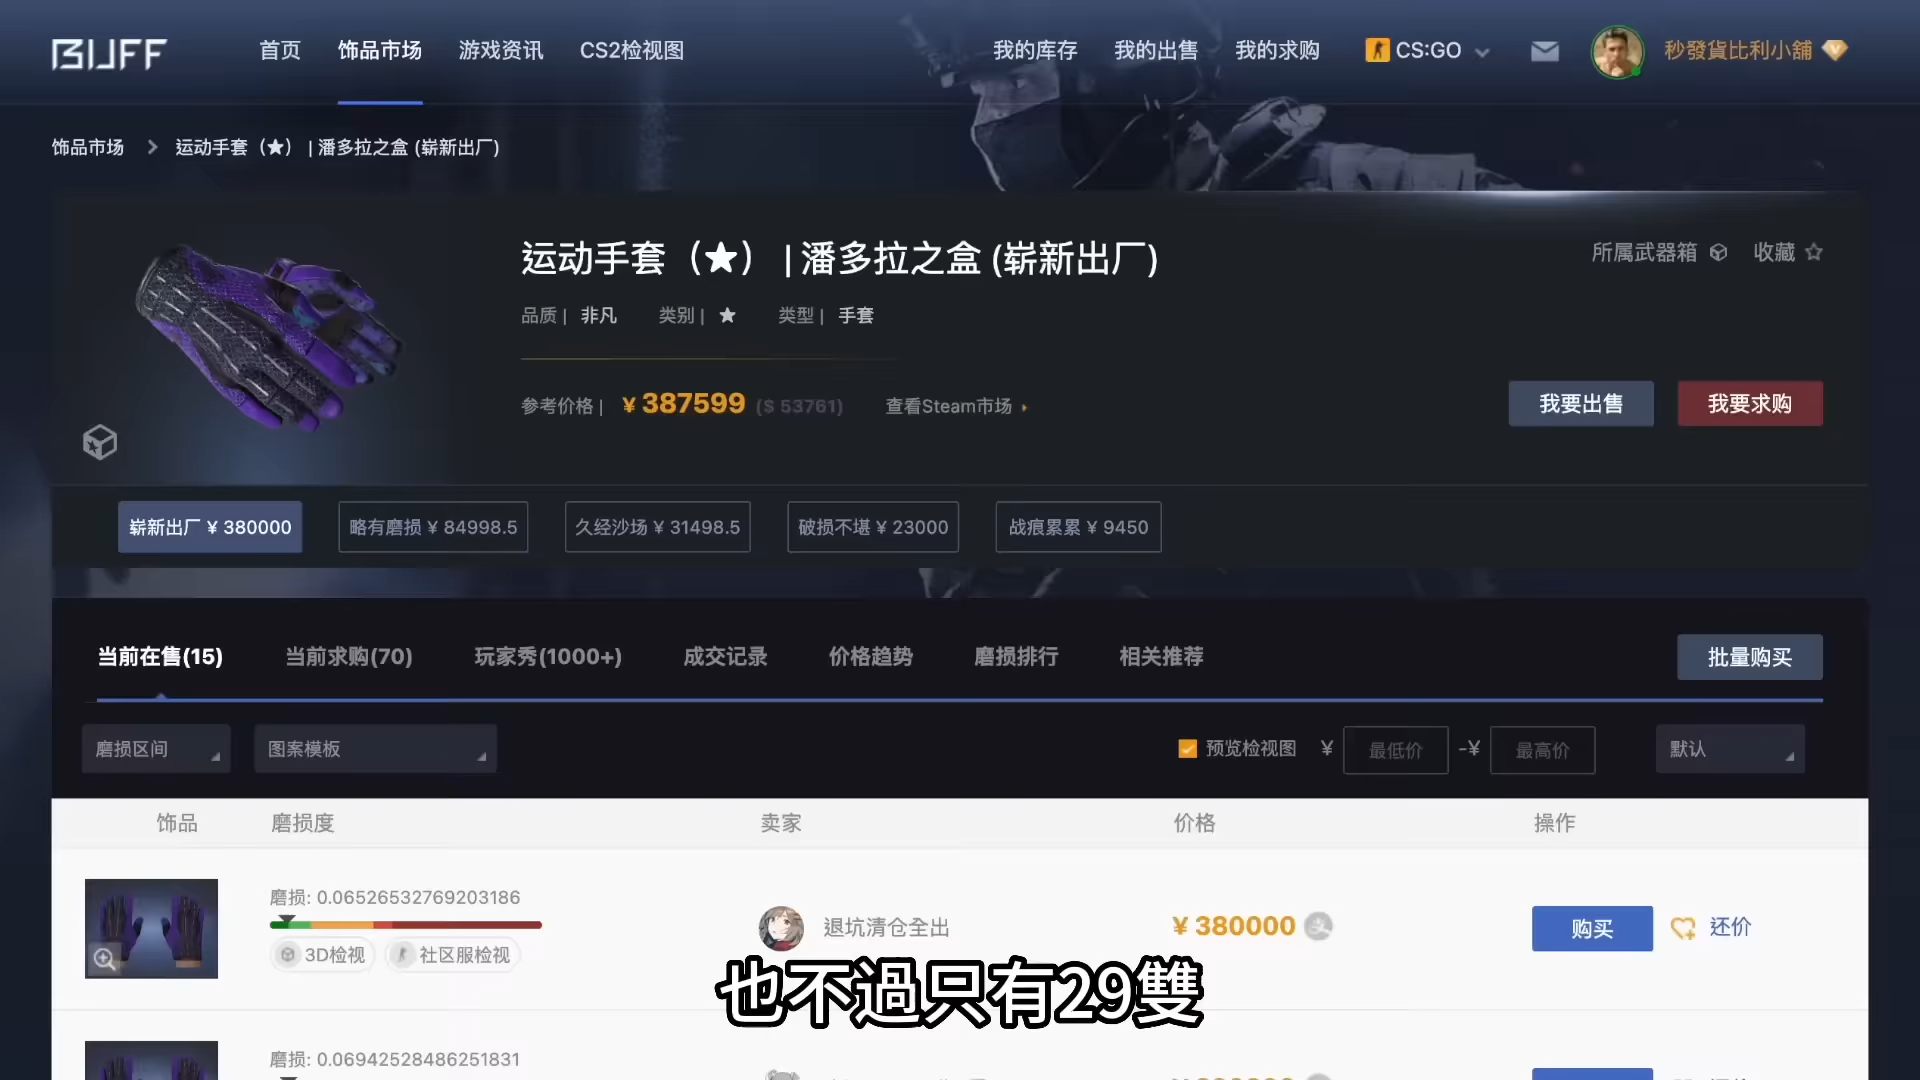 BUFF 首页 饰品市场 游戏资讯 CS2检视图 我的库存 我的出售 我的求购 CS:GO 秒發貨比利小舖
饰品市场 > 运动手套（★） | 潘多拉之盒 (崭新出厂)
运动手套（★） | 潘多拉之盒 (崭新出厂)
所属武器箱 收藏
品质 | 非凡 类别 | ★ 类型 | 手套
参考价格 | ¥ 387599 ($ 53761) 查看Steam市场
我要出售 我要求购
崭新出厂 ¥ 380000 略有磨损 ¥ 84998.5 久经沙场 ¥ 31498.5 破损不堪 ¥ 23000 战痕累累 ¥ 9450
当前在售(15) 当前求购(70) 玩家秀(1000+) 成交记录 价格趋势 磨损排行 相关推荐 批量购买
磨损区间 图案模板 预览检视图 ¥ 最低价 -¥ 最高价 默认
饰品 磨损度 卖家 价格 操作
磨损: 0.06526532769203186
退坑清仓全出 ¥ 380000 购买 还价
3D检视 社区服检视
也不過只有29雙
磨损: 0.06942528486251831